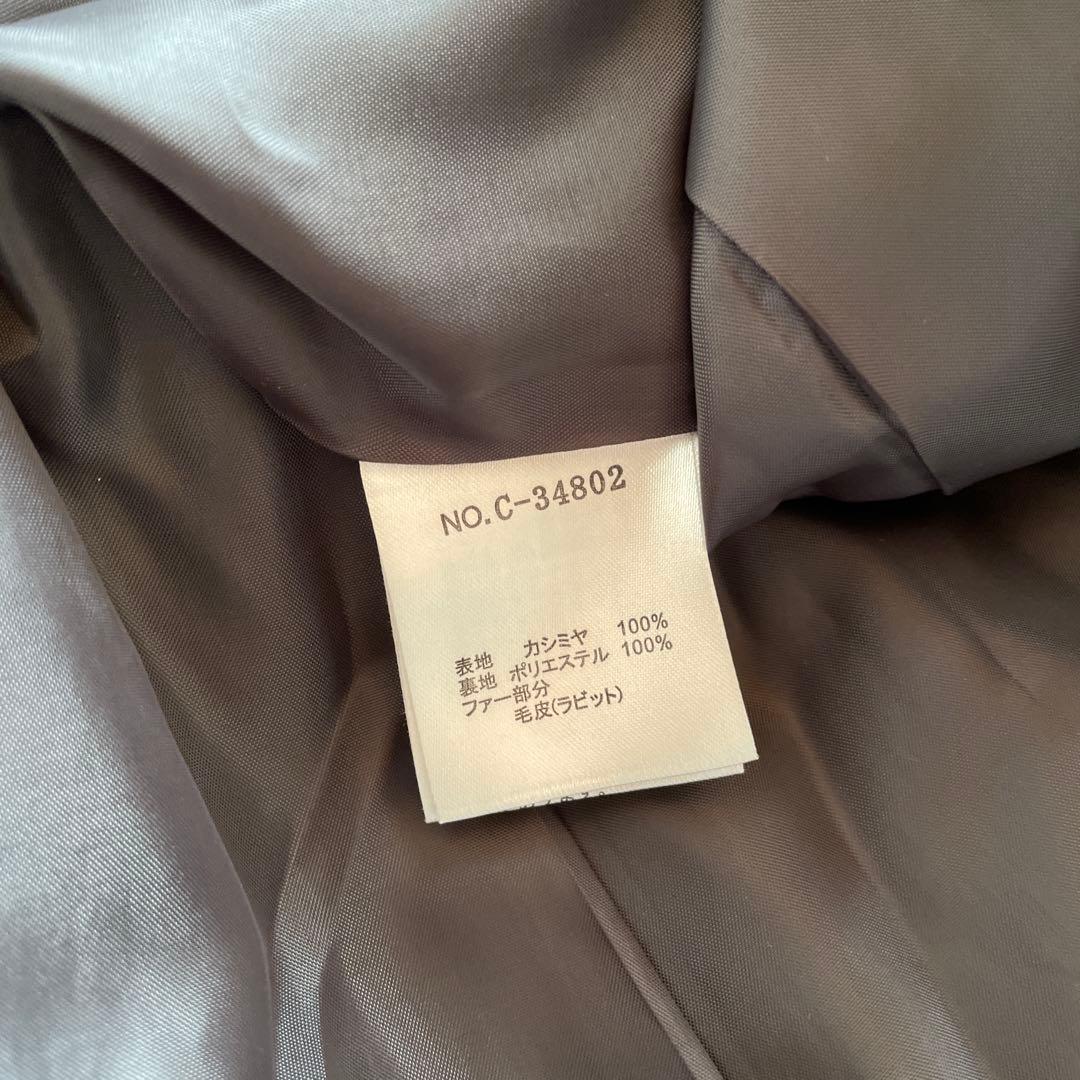 NO.C-34802
表地 カシミヤ 100%
裏地 ポリエステル 100%
ファー部分
毛皮(ラビット)